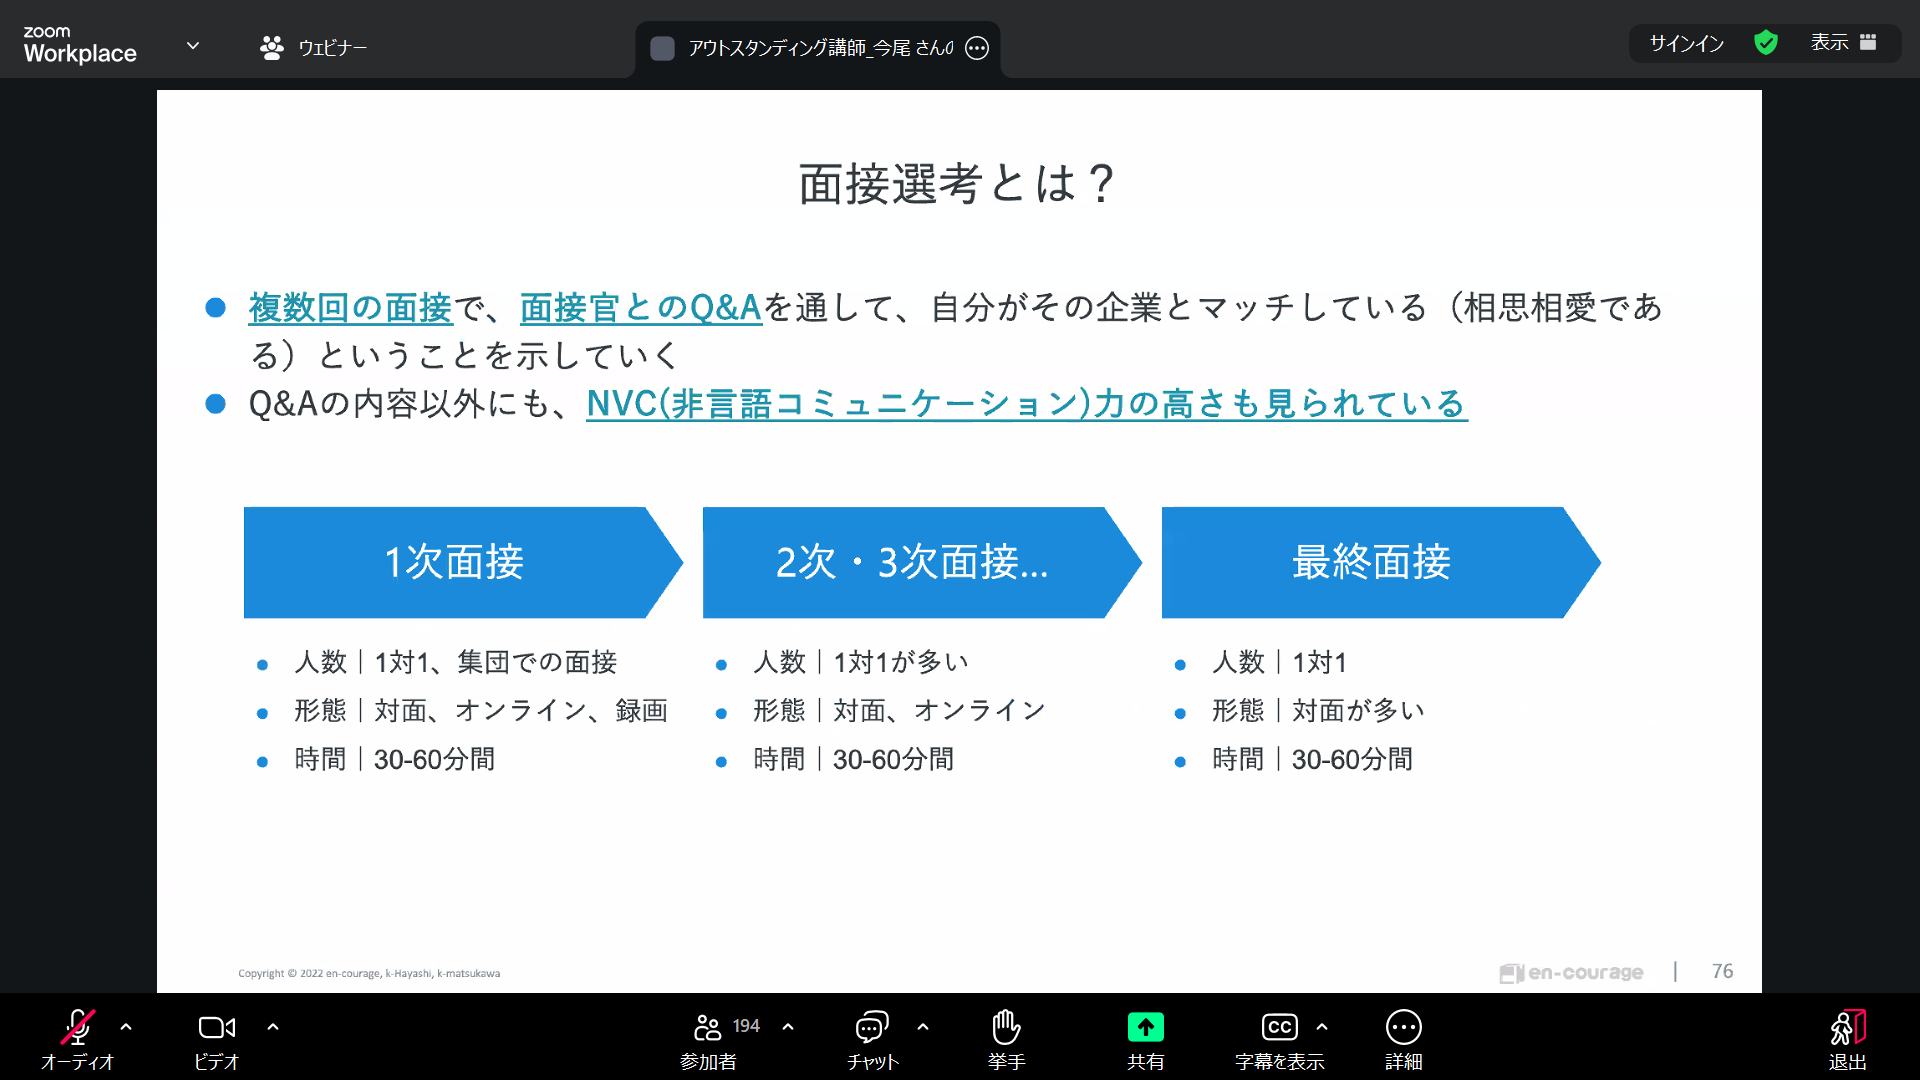 zoom
Workplace
ウェビナー
アウトスタンディング講師_今尾 さんの
サインイン
表示
面接選考とは？
複数回の面接で、面接官とのQ&Aを通して、自分がその企業とマッチしている（相思相愛であ
る）ということを示していく
Q&Aの内容以外にも、NVC(非言語コミュニケーション)力の高さも見られている
1次面接
2次・3次面接...
最終面接
人数｜1対1、集団での面接
形態｜対面、オンライン、録画
時間｜30-60分間
人数｜1対1が多い
形態｜対面、オンライン
時間｜30-60分間
人数｜1対1
形態｜対面が多い
時間｜30-60分間
Copyright © 2022 en-courage, k-Hayashi, k-matsukawa
en-courage | 76
オーディオ
ビデオ
194
参加者
チャット
挙手
共有
CC
字幕を表示
詳細
退出